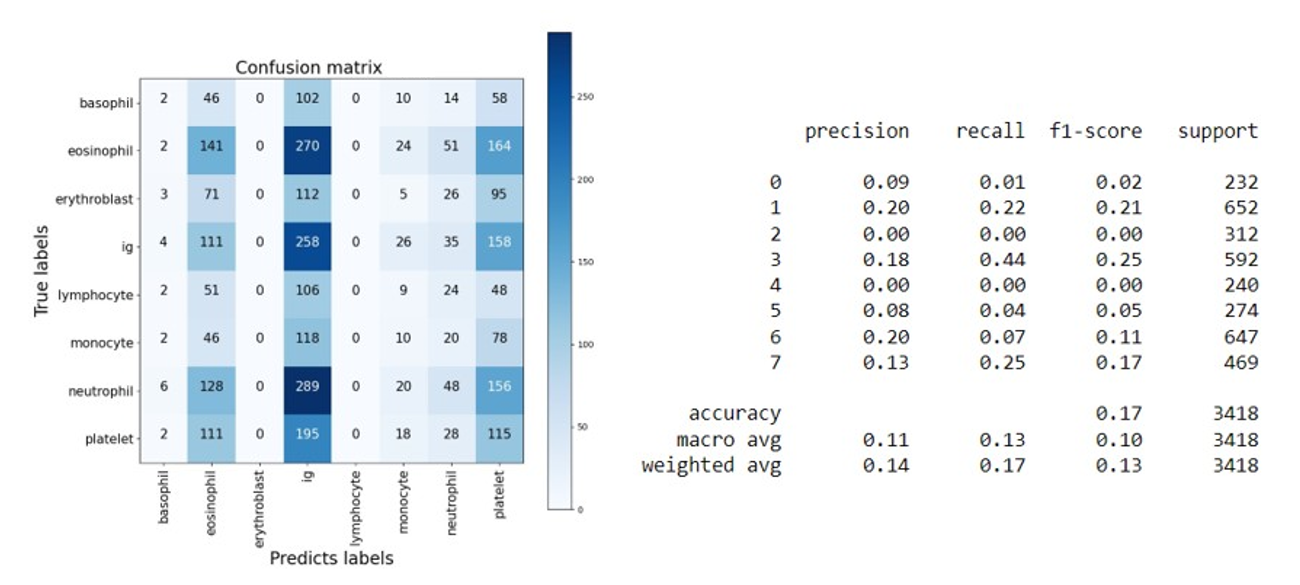 Confusion matrix
True labels
basophil 2 46 0 102 0 10 14 58
eosinophil 2 141 0 270 0 24 51 164
erythroblast 3 71 0 112 0 5 26 95
ig 4 111 0 258 0 26 35 158
lymphocyte 2 51 0 106 0 9 24 48
monocyte 2 46 0 118 0 10 20 78
neutrophil 6 128 0 289 0 20 48 156
platelet 2 111 0 195 0 18 28 115
basophil eosinophil erythroblast ig lymphocyte monocyte neutrophil platelet
Predicts labels
250
200
150
100
50
0
precision recall f1-score support
0 0.09 0.01 0.02 232
1 0.20 0.22 0.21 652
2 0.00 0.00 0.00 312
3 0.18 0.44 0.25 592
4 0.00 0.00 0.00 240
5 0.08 0.04 0.05 274
6 0.20 0.07 0.11 647
7 0.13 0.25 0.17 469
accuracy 0.17 3418
macro avg 0.11 0.13 0.10 3418
weighted avg 0.14 0.17 0.13 3418